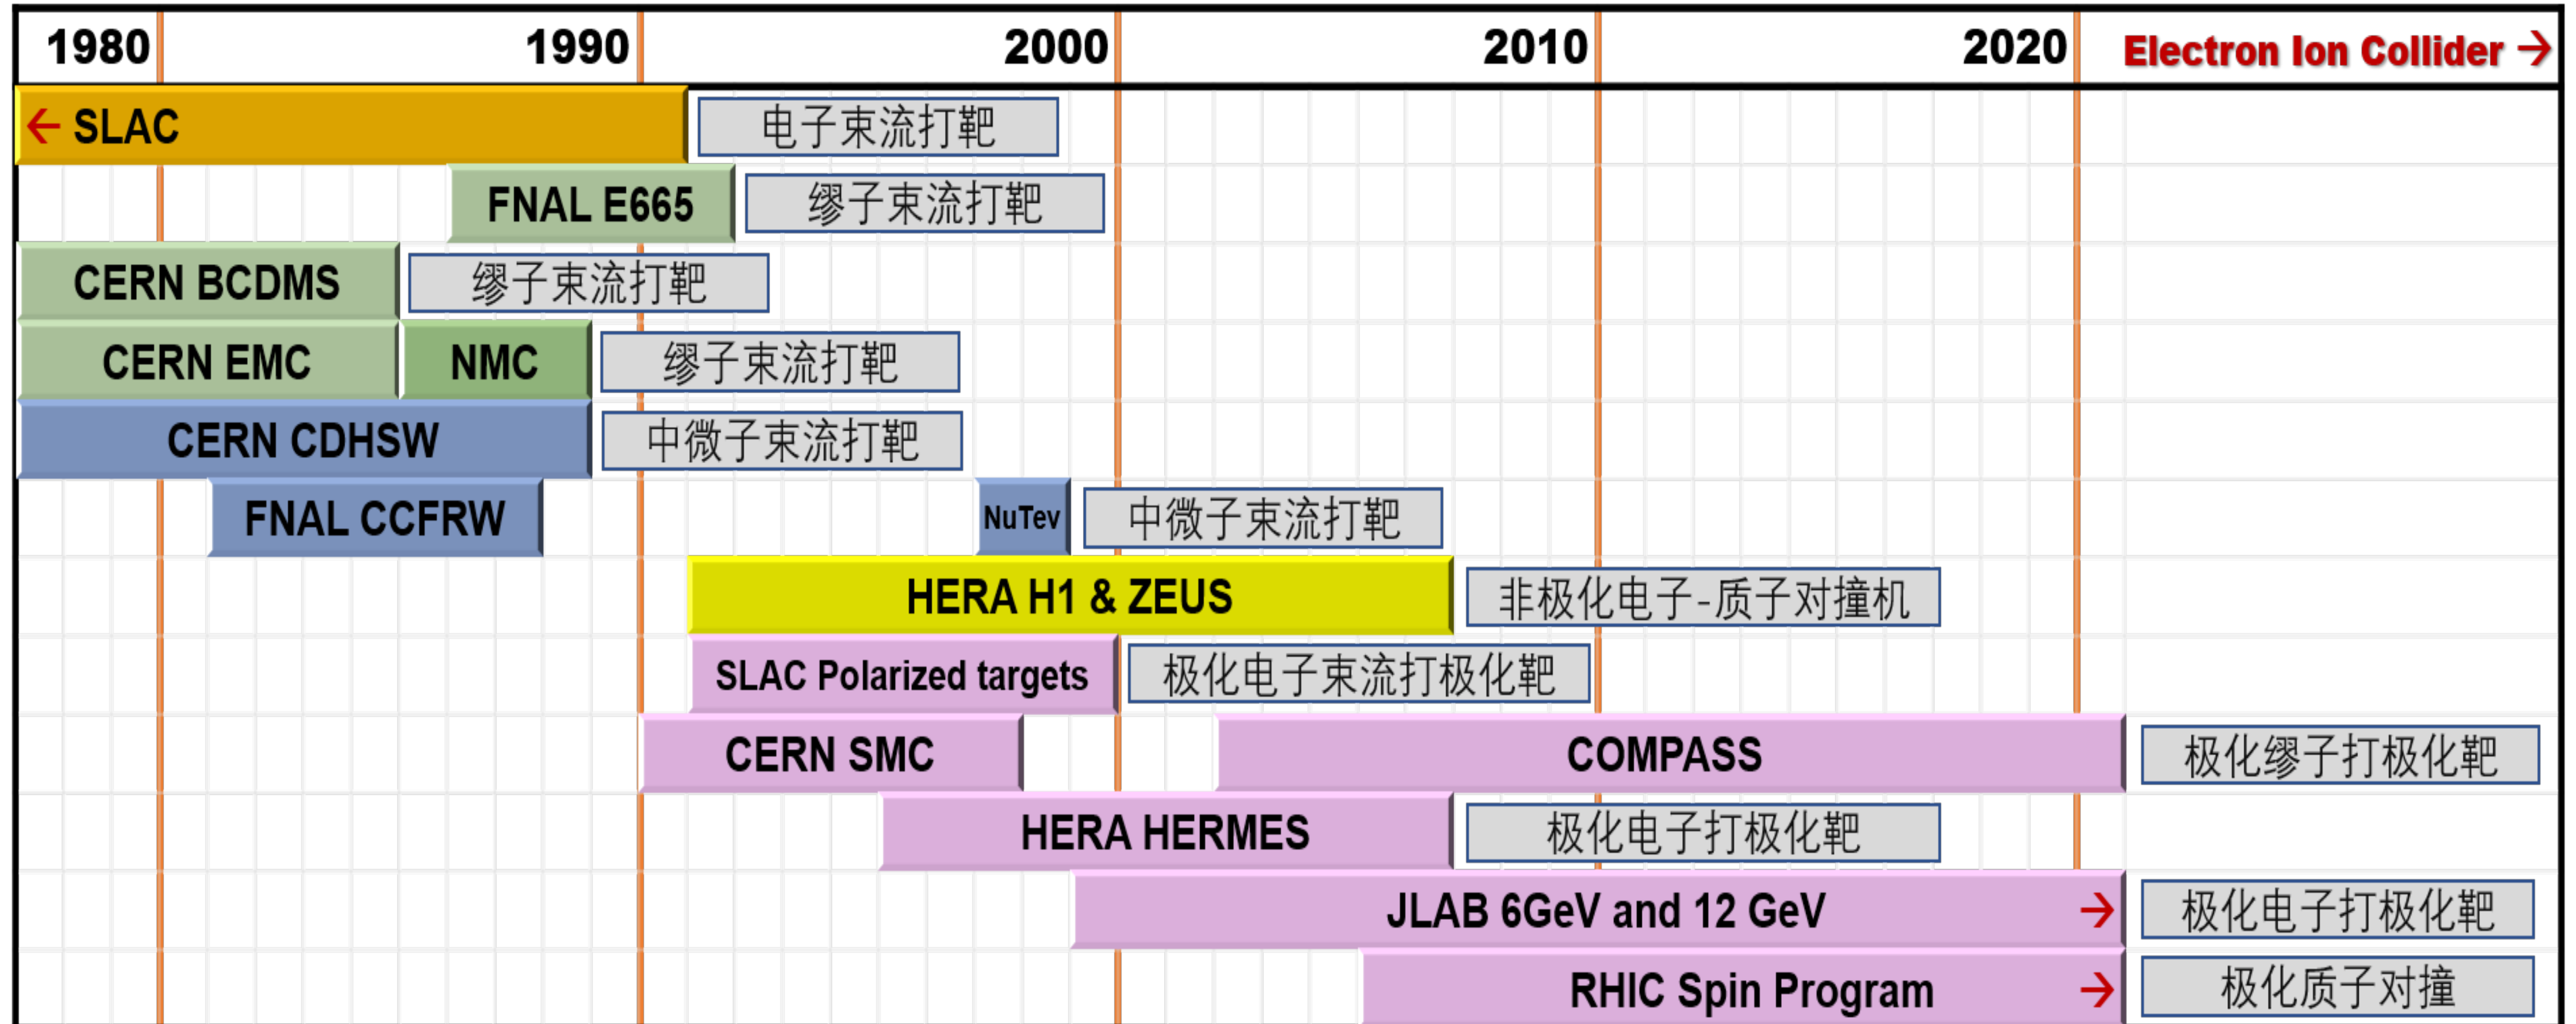 1980 1990 2000 2010 2020 Electron Ion Collider →
← SLAC 电子束流打靶
FNAL E665 缪子束流打靶
CERN BCDMS 缪子束流打靶
CERN EMC NMC 缪子束流打靶
CERN CDHSW 中微子束流打靶
FNAL CCFRW NuTev 中微子束流打靶
HERA H1 & ZEUS 非极化电子-质子对撞机
SLAC Polarized targets 极化电子束流打极化靶
CERN SMC COMPASS 极化缪子打极化靶
HERA HERMES 极化电子打极化靶
JLAB 6GeV and 12 GeV → 极化电子打极化靶
RHIC Spin Program → 极化质子对撞